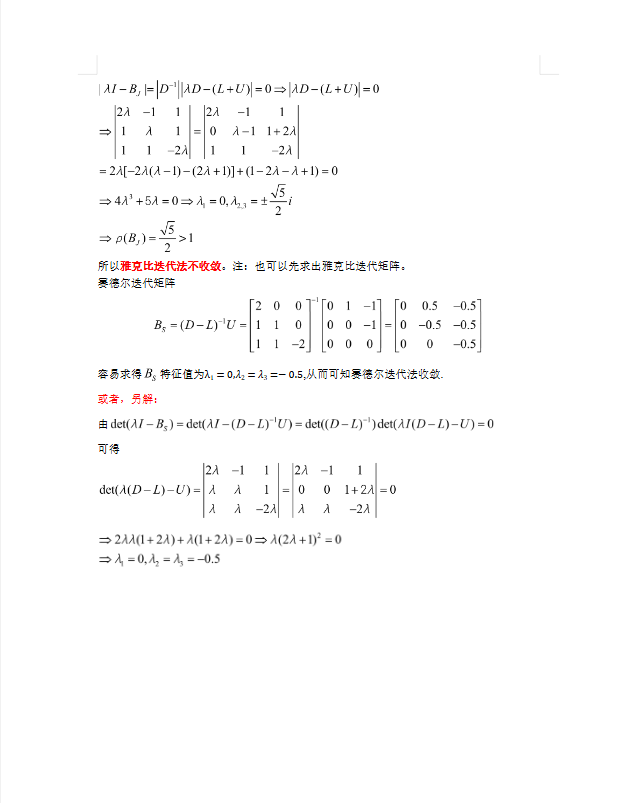 | λI − B_J |= |D^{-1}||λD − (L+U)| = 0 ⇒ |λD − (L+U)| = 0
⇒ |2λ −1 1; 1 λ 1; 1 1 −2λ| = |2λ −1 1; 0 λ−1 1+2λ; 1 1 −2λ|
= 2λ[−2λ(λ−1) − (2λ+1)] + (1−2λ−λ+1) = 0
⇒ 4λ³ + 5λ = 0 ⇒ λ₁ = 0, λ_{2,3} = ± √5/2 i
⇒ ρ(B_J) = √5/2 > 1
所以雅克比迭代法不收敛。注：也可以先求出雅克比迭代矩阵。
赛德尔迭代矩阵
B_S = (D−L)^{-1}U = [2 0 0; 1 1 0; 1 1 −2]^{-1} [0 1 −1; 0 0 −1; 0 0 0] = [0 0.5 −0.5; 0 −0.5 −0.5; 0 0 −0.5]
容易求得 B_S 特征值为λ₁ = 0,λ₂ = λ₃ =− 0.5,从而可知赛德尔迭代法收敛.
或者，另解：
由 det(λI − B_S) = det(λI − (D−L)^{-1}U) = det((D−L)^{-1})det(λI(D−L)−U) = 0
可得
det(λ(D−L)−U) = |2λ −1 1; λ λ 1; λ λ −2λ| = |2λ −1 1; 0 0 1+2λ; λ λ −2λ| = 0
⇒ 2λλ(1+2λ) + λ(1+2λ) = 0 ⇒ λ(2λ+1)² = 0
⇒ λ₁ = 0, λ₂ = λ₃ = −0.5